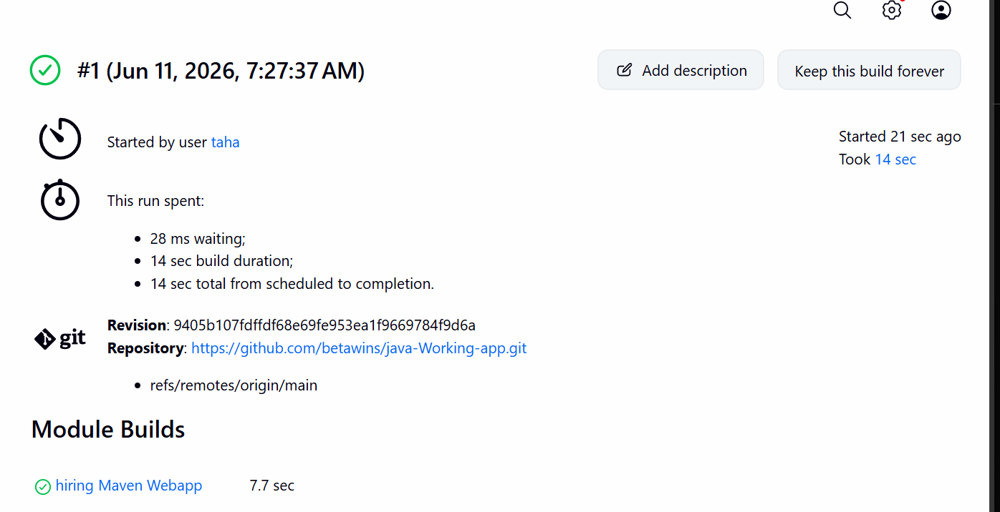 #1 (Jun 11, 2026, 7:27:37 AM)
Add description
Keep this build forever
Started by user taha
Started 21 sec ago
Took 14 sec
This run spent:
28 ms waiting;
14 sec build duration;
14 sec total from scheduled to completion.
git
Revision: 9405b107fdffdf68e69fe953ea1f9669784f9d6a
Repository: https://github.com/betawins/java-Working-app.git
refs/remotes/origin/main
Module Builds
hiring Maven Webapp 7.7 sec